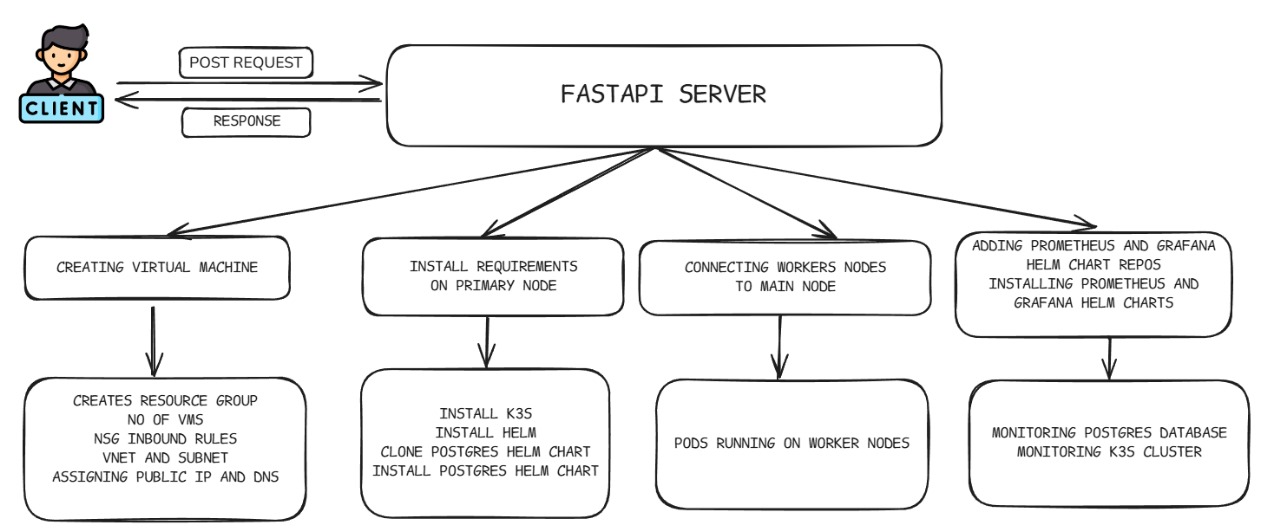 POST REQUEST
CLIENT
RESPONSE
FASTAPI SERVER
CREATING VIRTUAL MACHINE
INSTALL REQUIREMENTS
ON PRIMARY NODE
CONNECTING WORKERS NODES
TO MAIN NODE
ADDING PROMETHEUS AND GRAFANA
HELM CHART REPOS
INSTALLING PROMETHEUS AND
GRAFANA HELM CHARTS
CREATES RESOURCE GROUP
NO OF VMS
NSG INBOUND RULES
VNET AND SUBNET
ASSIGNING PUBLIC IP AND DNS
INSTALL K3S
INSTALL HELM
CLONE POSTGRES HELM CHART
INSTALL POSTGRES HELM CHART
PODS RUNNING ON WORKER NODES
MONITORING POSTGRES DATABASE
MONITORING K3S CLUSTER